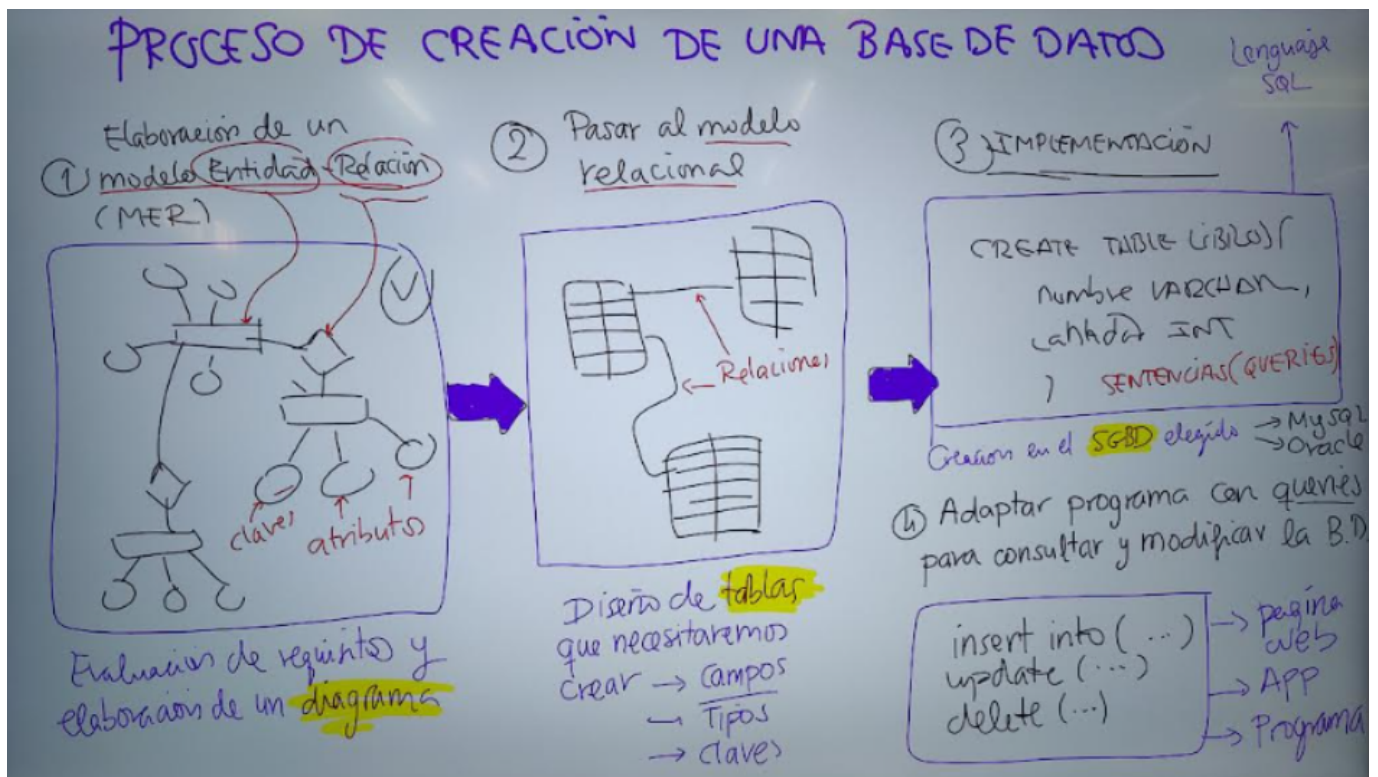 PROCESO DE CREACIÓN DE UNA BASE DE DATOS
Lenguaje
SQL
Elaboración de un
① modelo Entidad-Relación
(MER)
claves
atributos
Evaluación de requisitos y
elaboración de un diagrama
② Pasar al modelo
relacional
Relaciones
Diseño de tablas
que necesitaremos
crear → campos
→ Tipos
→ claves
③ IMPLEMENTACIÓN
CREATE TABLE LIBROS(
nombre VARCHAR,
INT
)
SENTENCIAS (QUERIES)
Creacion en el SGBD elegido → MySQL
→ Oracle
④ Adaptar programa con queries
para consultar y modificar la B.D
insert into (...)
update (...)
delete (...)
→ pagina
web
→ APP
→ Programa